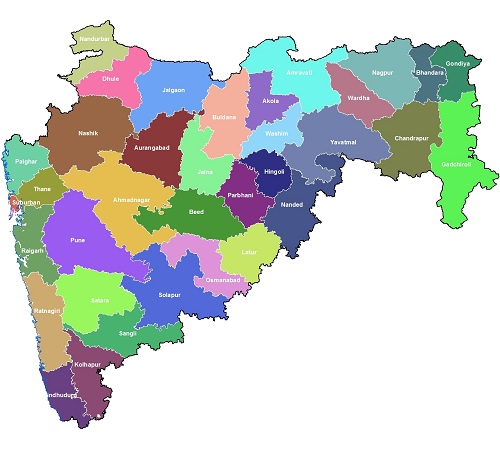 Nandurbar
Dhule
Jalgaon
Buldana
Akola
Amravati
Wardha
Nagpur
Bhandara
Gondiya
Nashik
Aurangabad
Jalna
Washim
Yavatmal
Chandrapur
Gadchiroli
Palghar
Thane
Suburban
Ahmadnagar
Beed
Parbhani
Hingoli
Nanded
Raigarh
Pune
Latur
Osmanabad
Solapur
Satara
Ratnagiri
Sangli
Kolhapur
indhudurg